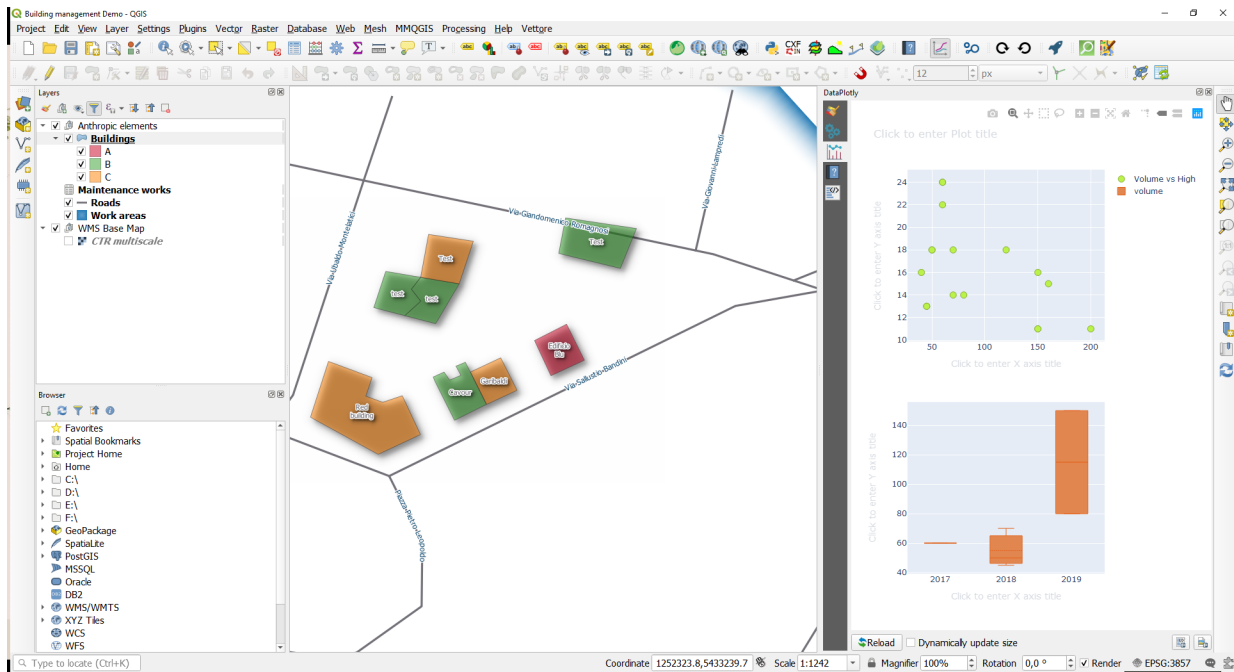 Building management Demo - QGIS
Project Edit View Layer Settings Plugins Vector Raster Database Web Mesh MMQGIS Processing Help Vettore
12 px
Layers
Anthropic elements
Buildings
A
B
C
Maintenance works
Roads
Work areas
WMS Base Map
CTR multiscale
Browser
Favorites
Spatial Bookmarks
Project Home
Home
C:\
D:\
E:\
F:\
GeoPackage
SpatiaLite
PostGIS
MSSQL
Oracle
DB2
WMS/WMTS
XYZ Tiles
WCS
WFS
Via-Ubaldo-Montelatici
Via-Giandomenico Romagnosi
Via-Giovanni-Lampredi
Test
Test
test
test
Edificio
Blu
Garibaldi
Cavour
Red
building
Via-Sallustio-Bandini
Piazza-Pietro-Leopoldo
DataPlotly
Click to enter Plot title
Volume vs High
volume
24
22
20
18
16
14
12
10
50 100 150 200
Click to enter Y axis title
Click to enter X axis title
140
120
100
80
60
40
2017 2018 2019
Click to enter Y axis title
Click to enter X axis title
Reload Dynamically update size
Type to locate (Ctrl+K) Coordinate 1252323.8,5433239.7 Scale 1:1242 Magnifier 100% Rotation 0,0 ° Render EPSG:3857